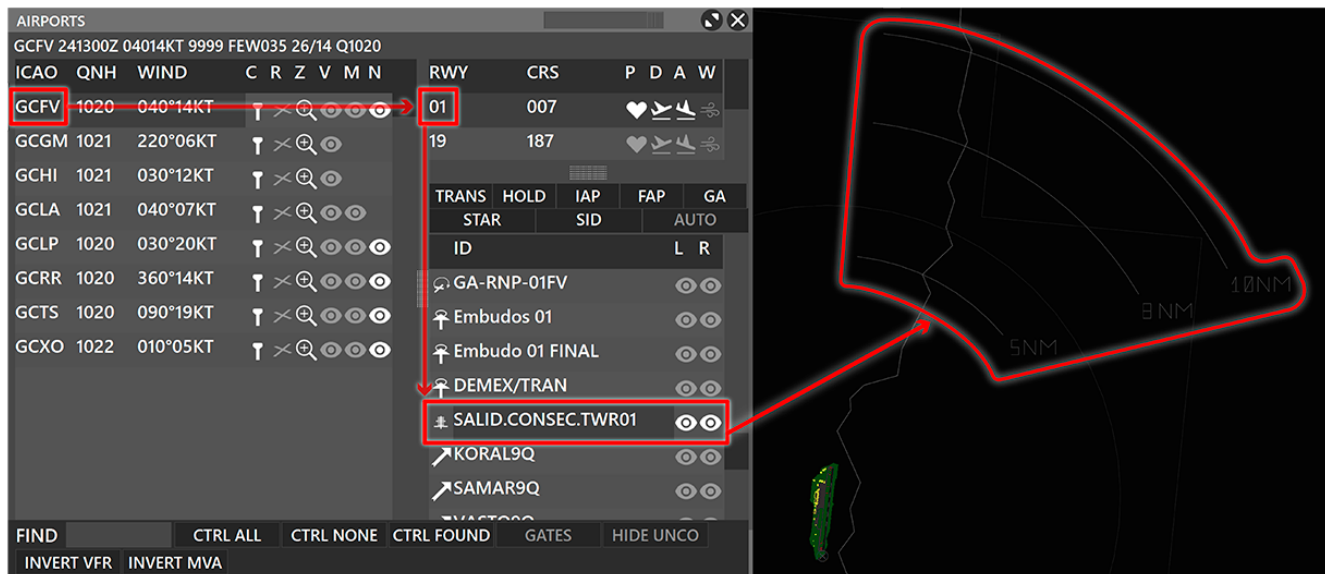 AIRPORTS
GCFV 241300Z 04014KT 9999 FEW035 26/14 Q1020
ICAO QNH WIND C R Z V M N
GCFV 1020 040°14KT
GCGM 1021 220°06KT
GCHI 1021 030°12KT
GCLA 1021 040°07KT
GCLP 1020 030°20KT
GCRR 1020 360°14KT
GCTS 1020 090°19KT
GCXO 1022 010°05KT
RWY CRS P D A W
01 007
19 187
TRANS HOLD IAP FAP GA
STAR SID AUTO
ID L R
GA-RNP-01FV
Embudos 01
Embudo 01 FINAL
DEMEX/TRAN
SALID.CONSEC.TWR01
KORAL9Q
SAMAR9Q
FIND CTRL ALL CTRL NONE CTRL FOUND GATES HIDE UNCO
INVERT VFR INVERT MVA
10NM
8NM
5NM